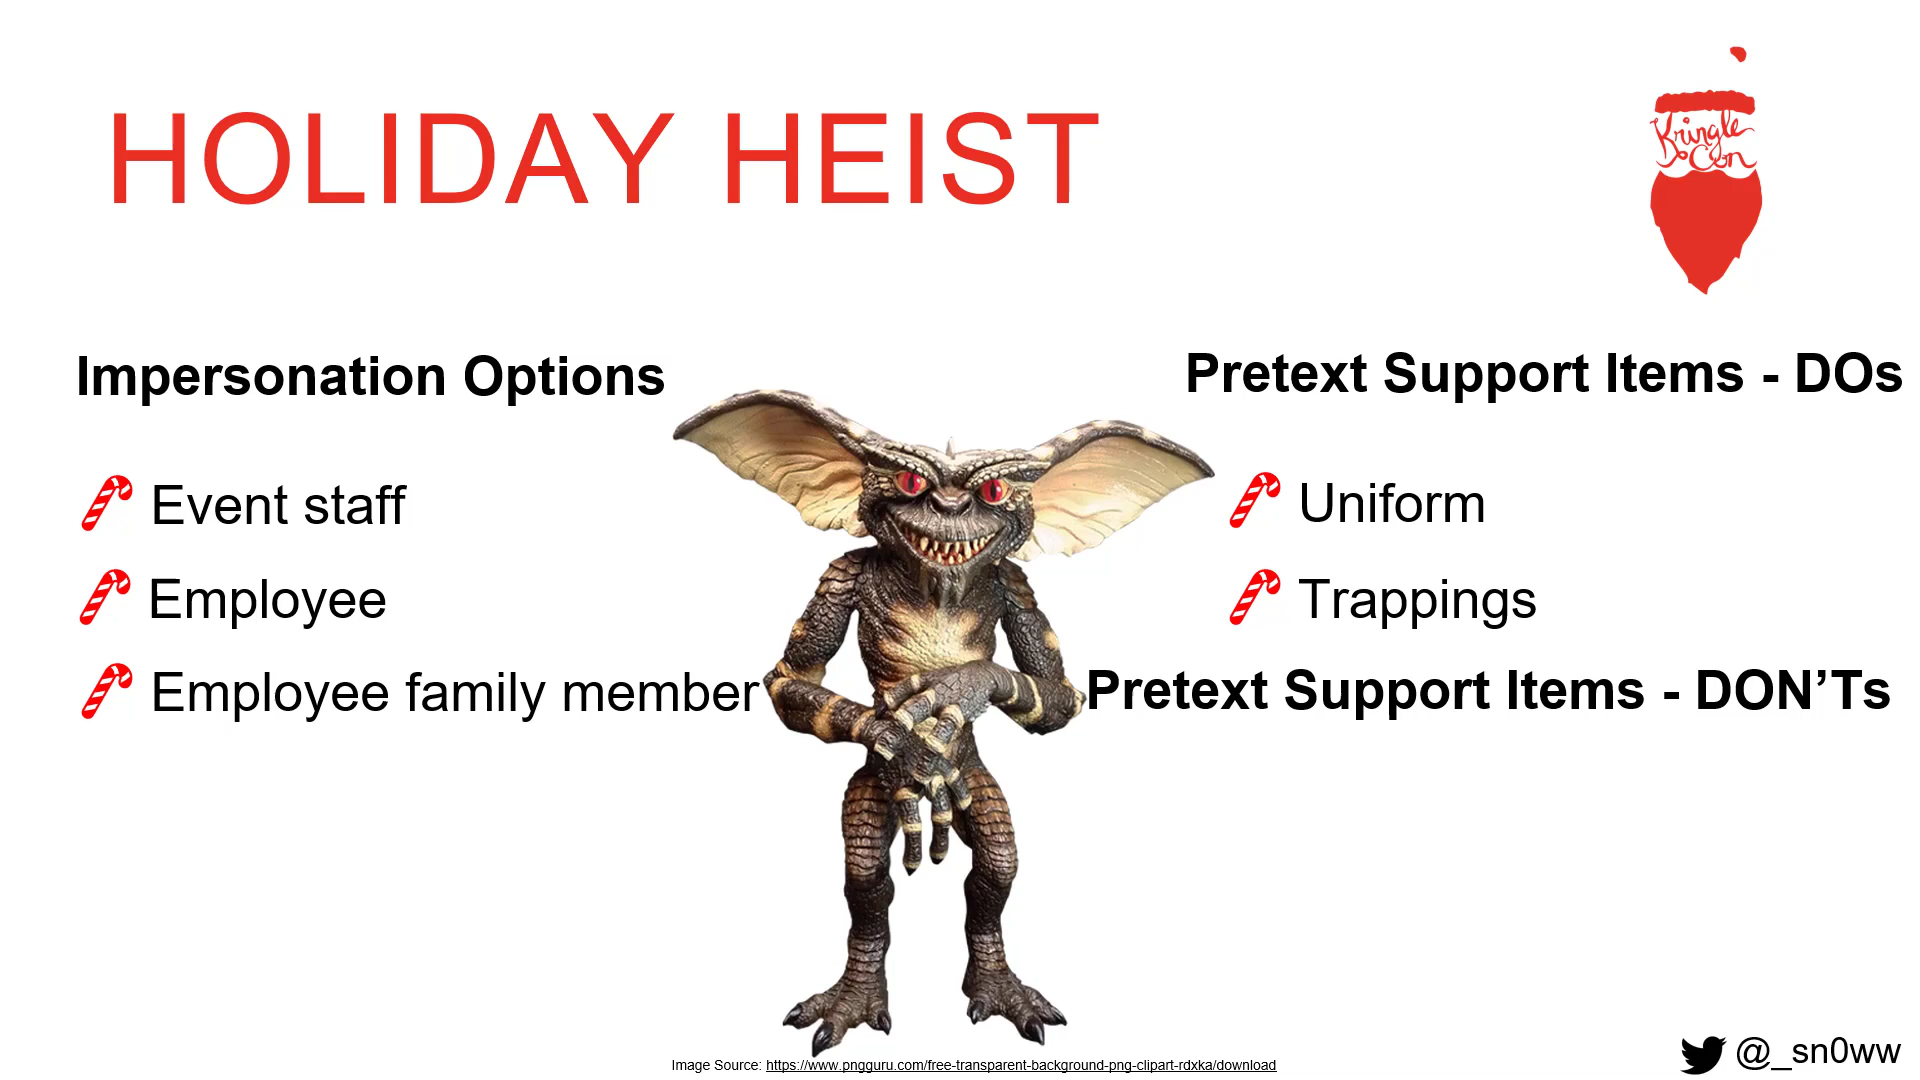 HOLIDAY HEIST
Kringle
Con
Impersonation Options
Event staff
Employee
Employee family member
Pretext Support Items - DOs
Uniform
Trappings
Pretext Support Items - DON’Ts
Image Source: https://www.pngguru.com/free-transparent-background-png-clipart-rdxka/download
@_sn0ww